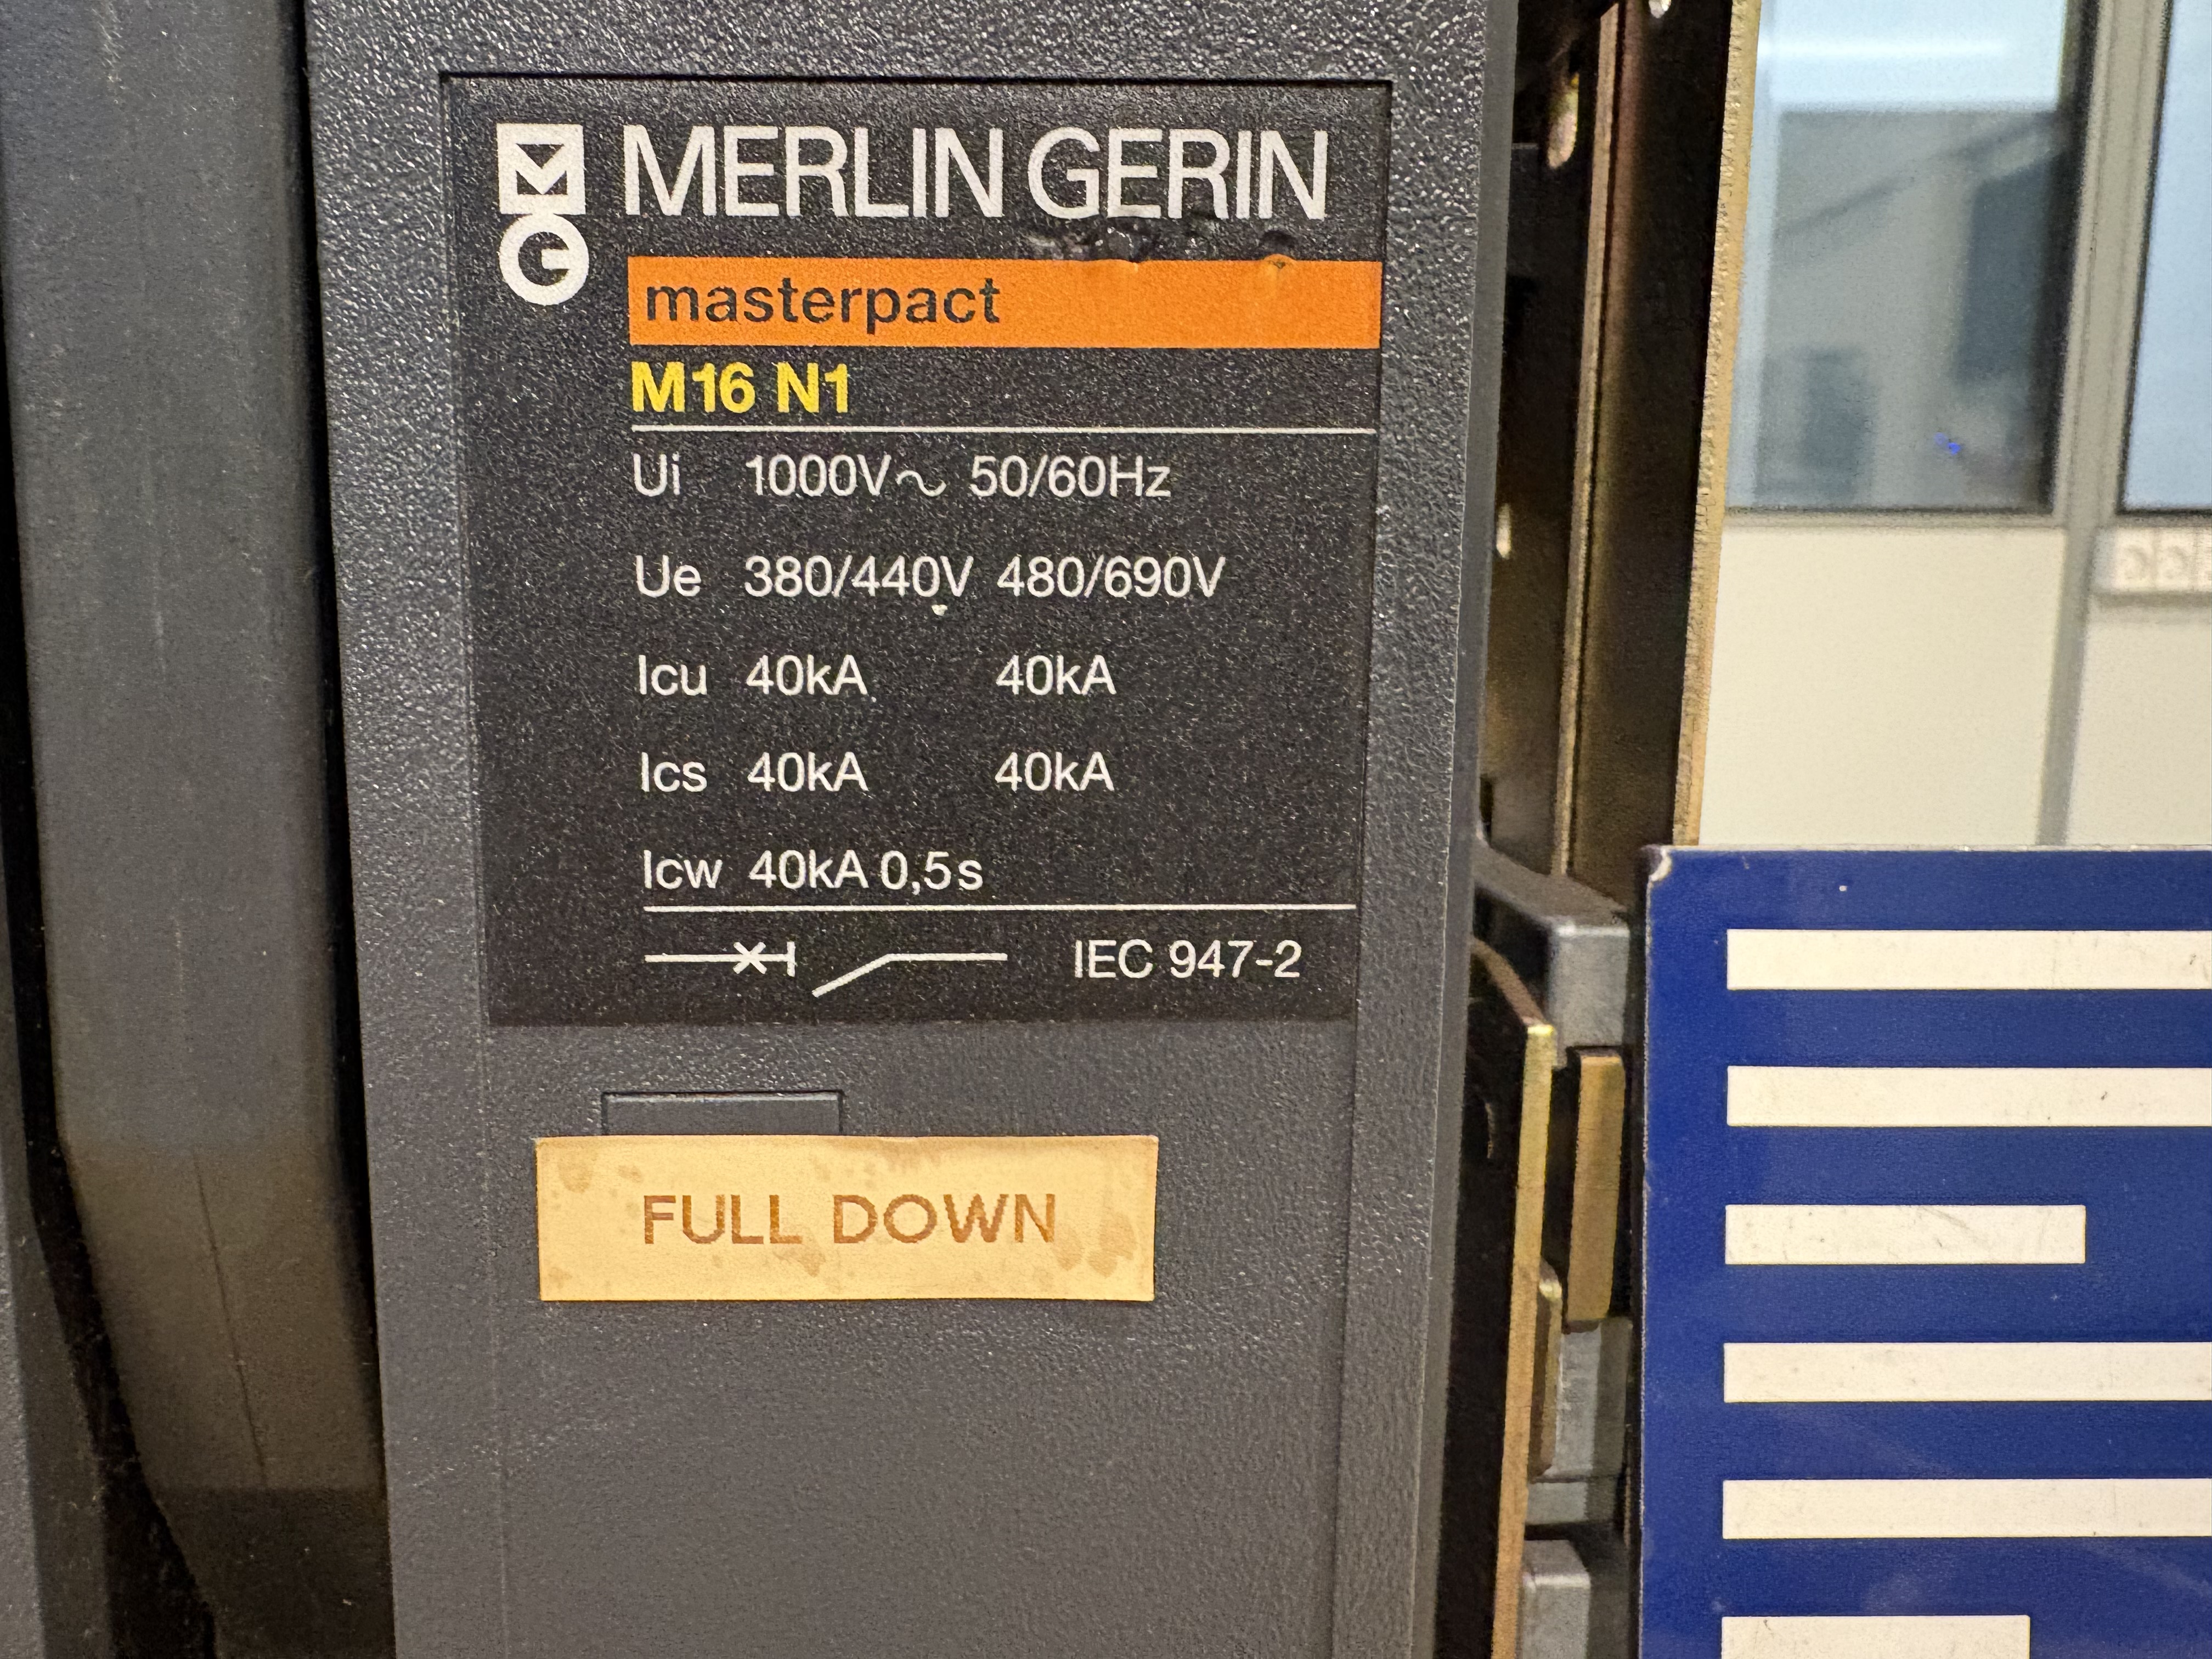 MERLIN GERIN
masterpact
M16 N1
Ui 1000V~ 50/60Hz
Ue 380/440V 480/690V
Icu 40kA 40kA
Ics 40kA 40kA
Icw 40kA 0,5s
IEC 947-2
FULL DOWN